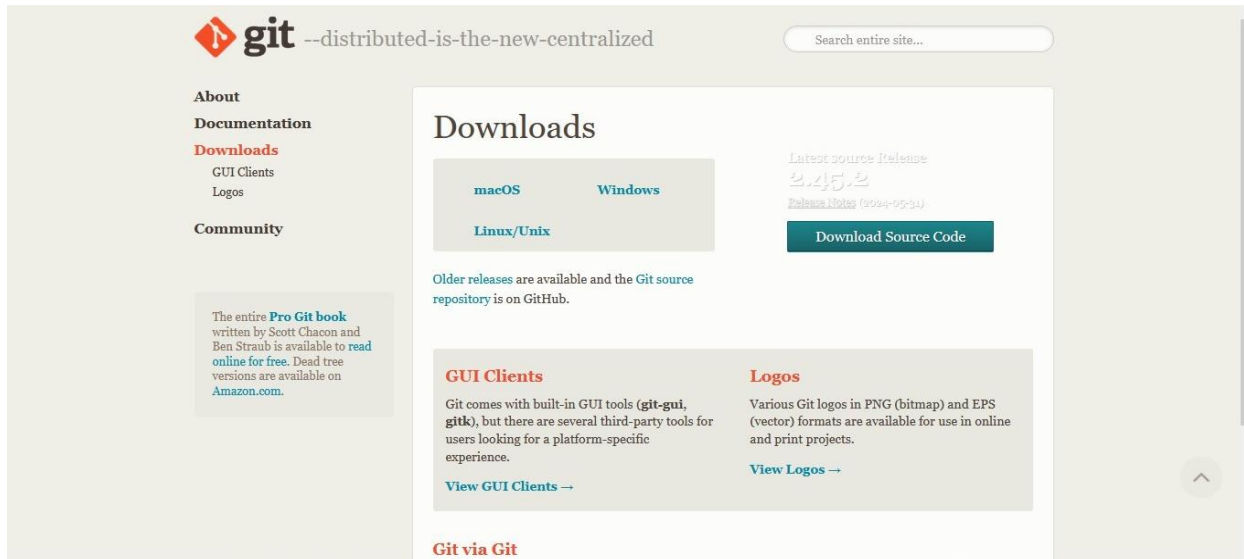 git --distributed-is-the-new-centralized
Search entire site...
About
Documentation
Downloads
GUI Clients
Logos
Community
The entire Pro Git book
written by Scott Chacon and
Ben Straub is available to read
online for free. Dead tree
versions are available on
Amazon.com.
Downloads
macOS
Windows
Linux/Unix
Older releases are available and the Git source
repository is on GitHub.
Latest source Release
2.45.2
Release Notes (2024-05-31)
Download Source Code
GUI Clients
Git comes with built-in GUI tools (git-gui,
gitk), but there are several third-party tools for
users looking for a platform-specific
experience.
View GUI Clients →
Logos
Various Git logos in PNG (bitmap) and EPS
(vector) formats are available for use in online
and print projects.
View Logos →
Git via Git